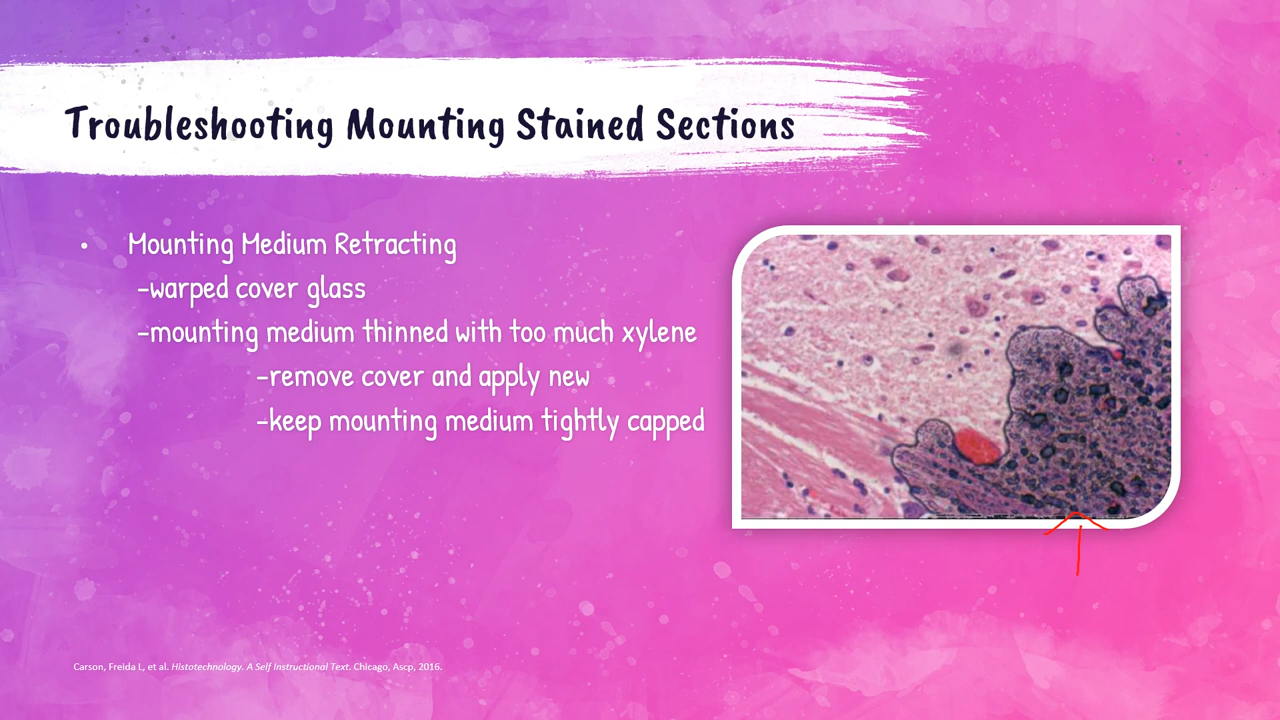 Troubleshooting Mounting Stained Sections
• Mounting Medium Retracting
-warped cover glass
-mounting medium thinned with too much xylene
-remove cover and apply new
-keep mounting medium tightly capped
Carson, Freida L, et al. Histotechnology. A Self Instructional Text. Chicago, Ascp, 2016.